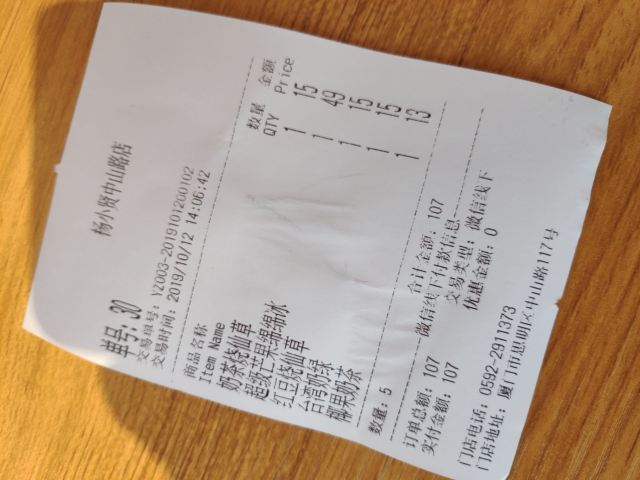 杨小贤中山路店
单号: 30
交易单号: YZ003-2019101200102
交易时间: 2019/10/12 14:06:42
商品名称 数量 金额
Item Name QTY Price
奶茶烧仙草 1 15
超级芒果绵绵冰 1 49
红豆烧仙草 1 15
台湾奶绿 1 15
椰果奶茶 1 13
数量: 5
合计金额: 107
微信线下付款信息
订单总额: 107 交易类型: 微信线下
实付金额: 107 优惠金额: 0
门店电话: 0592-2911373
门店地址: 厦门市思明区中山路117号